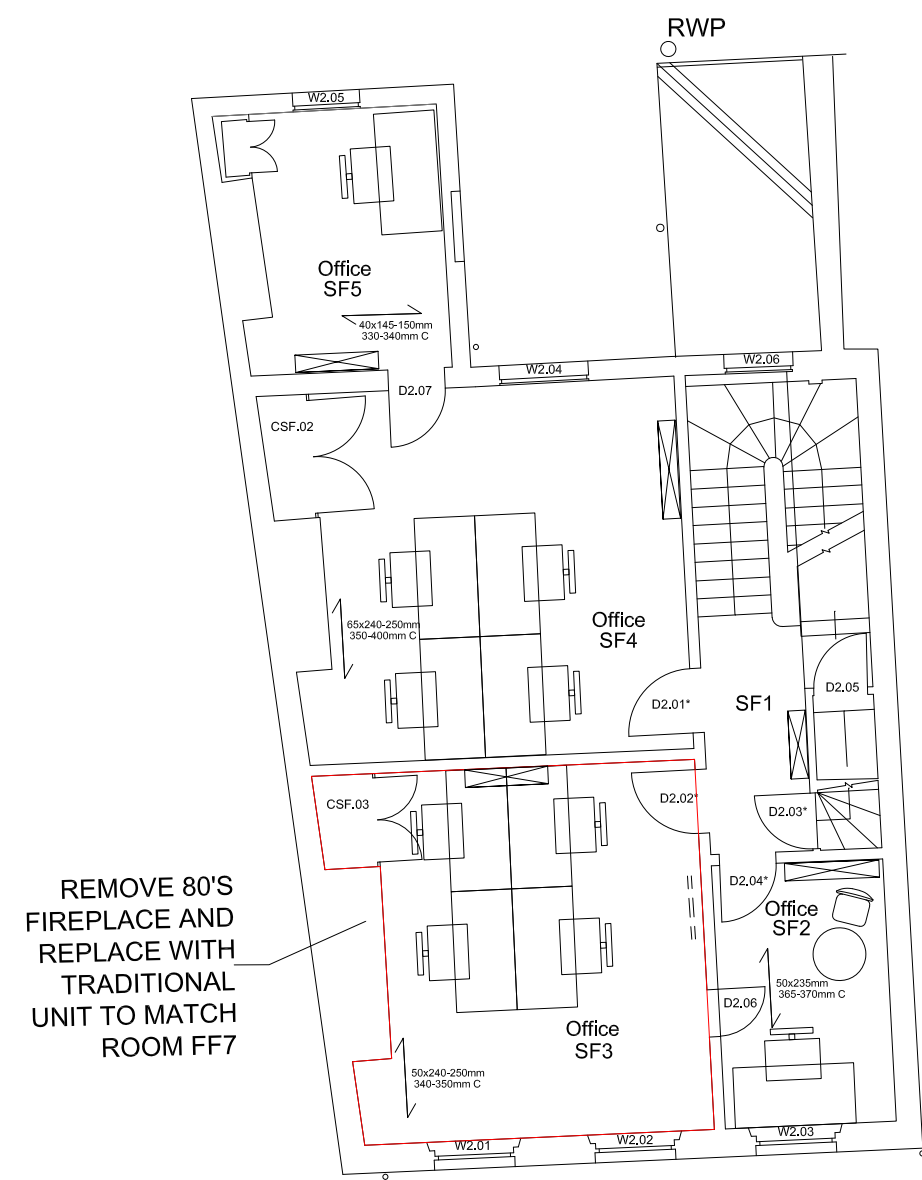 RWP
W2.05
Office
SF5
40x145-150mm
330-340mm C
W2.04
W2.06
D2.07
CSF.02
65x240-250mm
350-400mm C
Office
SF4
D2.01*
SF1
D2.05
CSF.03
D2.02*
D2.03*
D2.04*
REMOVE 80'S
FIREPLACE AND
REPLACE WITH
TRADITIONAL
UNIT TO MATCH
ROOM FF7
Office
SF2
50x235mm
365-370mm C
D2.06
Office
SF3
50x240-250mm
340-350mm C
W2.01
W2.02
W2.03